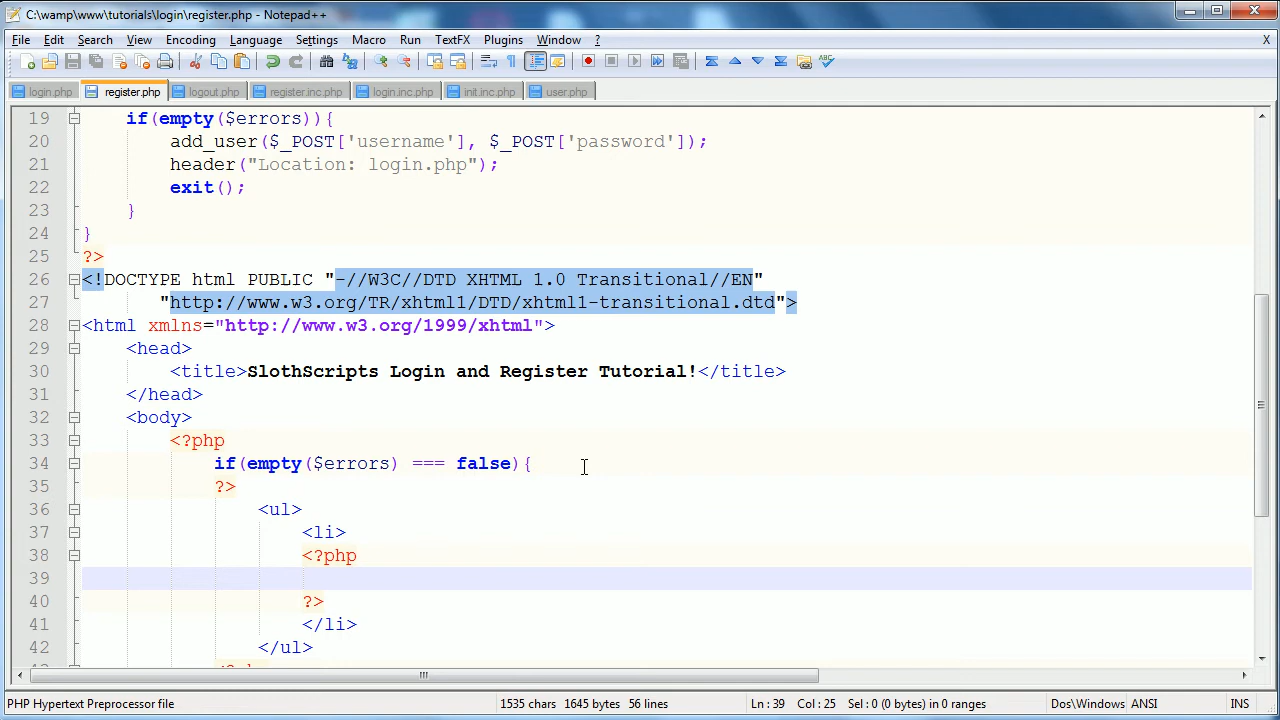 C:\wamp\www\tutorials\login\register.php - Notepad++
File Edit Search View Encoding Language Settings Macro Run TextFX Plugins Window ? X
login.php register.php logout.php register.inc.php login.inc.php init.inc.php user.php
19 if(empty($errors)){
20 add_user($_POST['username'], $_POST['password']);
21 header("Location: login.php");
22 exit();
23 }
24 }
25 ?>
26 <!DOCTYPE html PUBLIC "-//W3C//DTD XHTML 1.0 Transitional//EN"
27 "http://www.w3.org/TR/xhtml1/DTD/xhtml1-transitional.dtd">
28 <html xmlns="http://www.w3.org/1999/xhtml">
29 <head>
30 <title>SlothScripts Login and Register Tutorial!</title>
31 </head>
32 <body>
33 <?php
34 if(empty($errors) === false){
35 ?>
36 <ul>
37 <li>
38 <?php
39
40 ?>
41 </li>
42 </ul>
PHP Hypertext Preprocessor file 1535 chars 1645 bytes 56 lines Ln : 39 Col : 25 Sel : 0 (0 bytes) in 0 ranges Dos\Windows ANSI INS